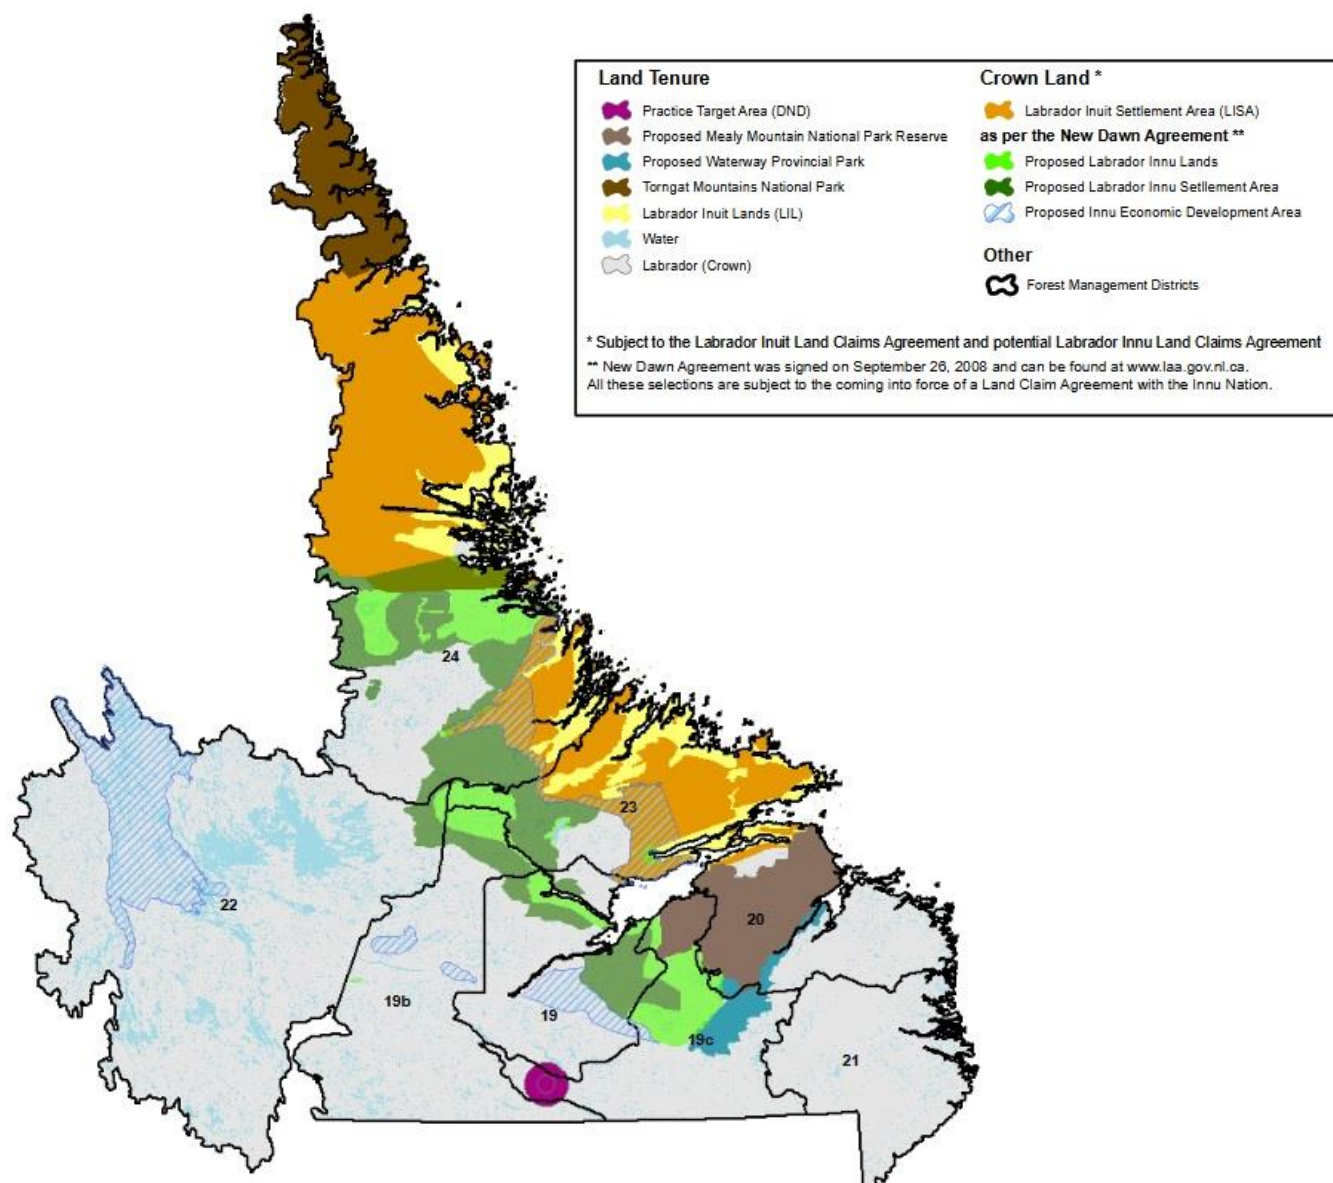 Land Tenure
Practice Target Area (DND)
Proposed Mealy Mountain National Park Reserve
Proposed Waterway Provincial Park
Torngat Mountains National Park
Labrador Inuit Lands (LIL)
Water
Labrador (Crown)
Crown Land *
Labrador Inuit Settlement Area (LISA)
as per the New Dawn Agreement **
Proposed Labrador Innu Lands
Proposed Labrador Innu Setllement Area
Proposed Innu Economic Development Area
Other
Forest Management Districts
* Subject to the Labrador Inuit Land Claims Agreement and potential Labrador Innu Land Claims Agreement
** New Dawn Agreement was signed on September 26, 2008 and can be found at www.laa.gov.nl.ca.
All these selections are subject to the coming into force of a Land Claim Agreement with the Innu Nation.
24
23
22
20
19b
19
19c
21